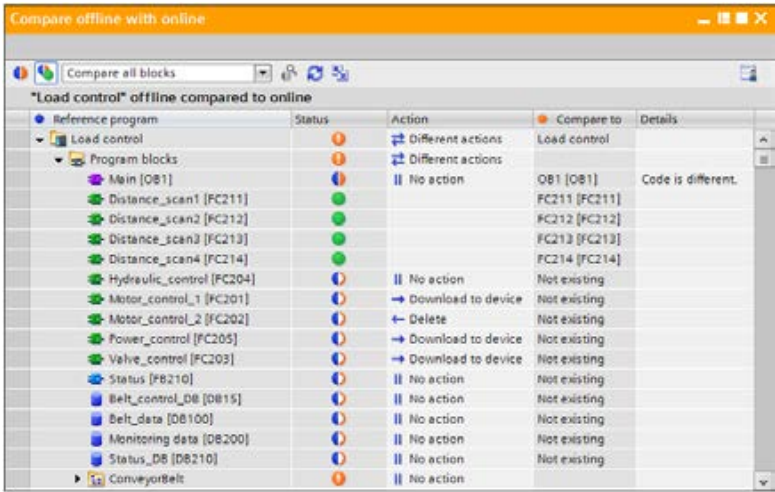 Compare offline with online
Compare all blocks
"Load control" offline compared to online
Reference program Status Action Compare to Details
Load control Different actions Load control
Program blocks Different actions
Main [OB1] No action OB1 [OB1] Code is different.
Distance_scan1 [FC211] FC211 [FC211]
Distance_scan2 [FC212] FC212 [FC212]
Distance_scan3 [FC213] FC213 [FC213]
Distance_scan4 [FC214] FC214 [FC214]
Hydraulic_control [FC204] No action Not existing
Motor_control_1 [FC201] Download to device Not existing
Motor_control_2 [FC202] Delete Not existing
Power_control [FC205] Download to device Not existing
Valve_control [FC203] Download to device Not existing
Status [FB210] No action Not existing
Belt_control_DB [DB15] No action Not existing
Belt_data [DB100] No action Not existing
Monitoring data [DB200] No action Not existing
Status_DB [DB210] No action Not existing
ConveyorBelt No action